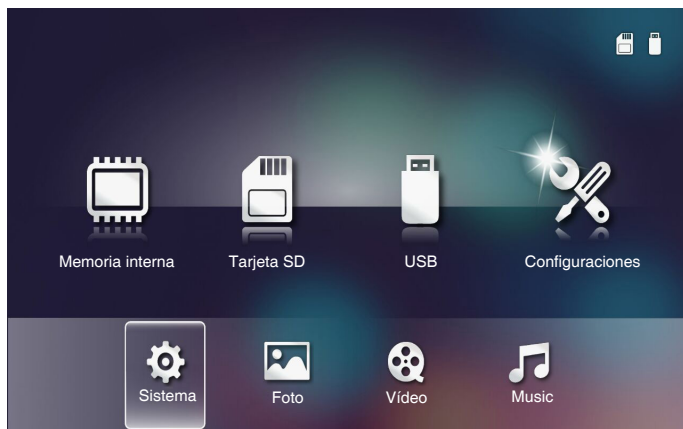 Memoria interna
Tarjeta SD
USB
Configuraciones
Sistema
Foto
Vídeo
Music